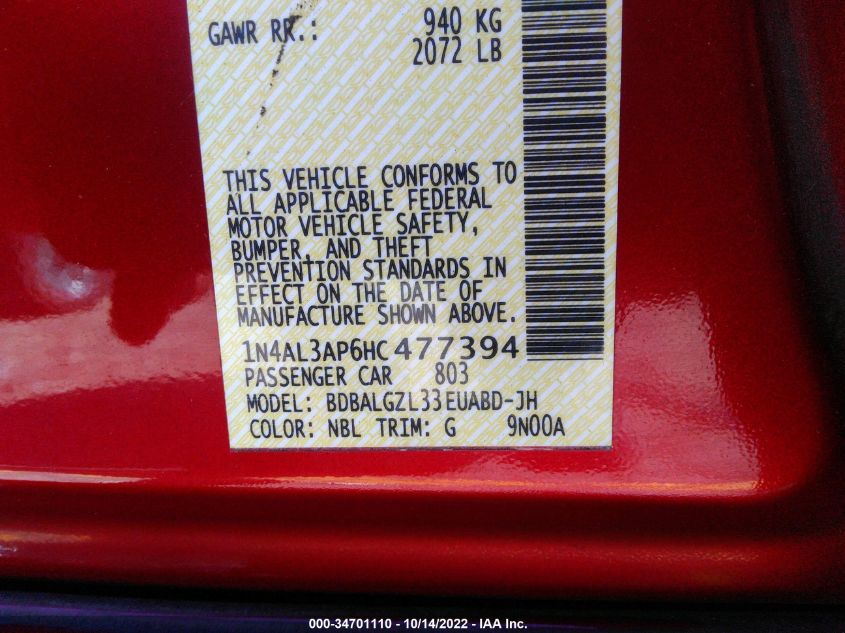 GAWR RR.: 940 KG
2072 LB
THIS VEHICLE CONFORMS TO
ALL APPLICABLE FEDERAL
MOTOR VEHICLE SAFETY,
BUMPER, AND THEFT
PREVENTION STANDARDS IN
EFFECT ON THE DATE OF
MANUFACTURE SHOWN ABOVE.
1N4AL3AP6HC477394
PASSENGER CAR 803
MODEL: BDBALGZL33EUABD-JH
COLOR: NBL TRIM: G 9N00A
000-34701110 - 10/14/2022 - IAA Inc.